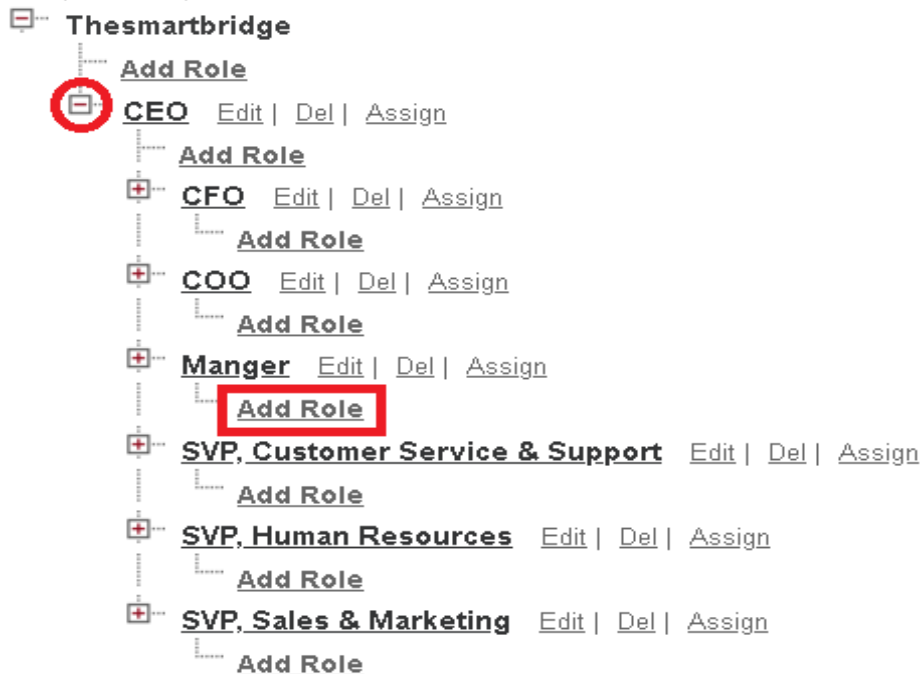 Thesmartbridge
Add Role
CEO Edit | Del | Assign
Add Role
CFO Edit | Del | Assign
Add Role
COO Edit | Del | Assign
Add Role
Manger Edit | Del | Assign
Add Role
SVP, Customer Service & Support Edit | Del | Assign
Add Role
SVP, Human Resources Edit | Del | Assign
Add Role
SVP, Sales & Marketing Edit | Del | Assign
Add Role